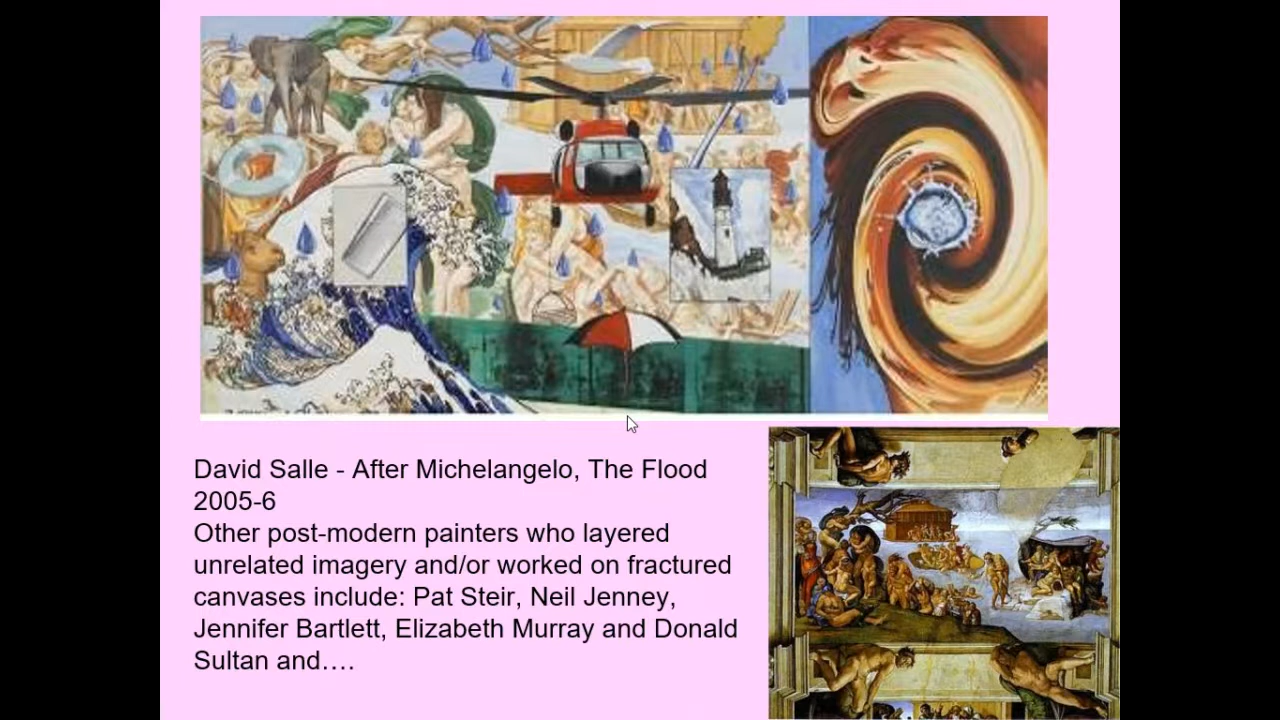 David Salle - After Michelangelo, The Flood
2005-6
Other post-modern painters who layered
unrelated imagery and/or worked on fractured
canvases include: Pat Steir, Neil Jenney,
Jennifer Bartlett, Elizabeth Murray and Donald
Sultan and….